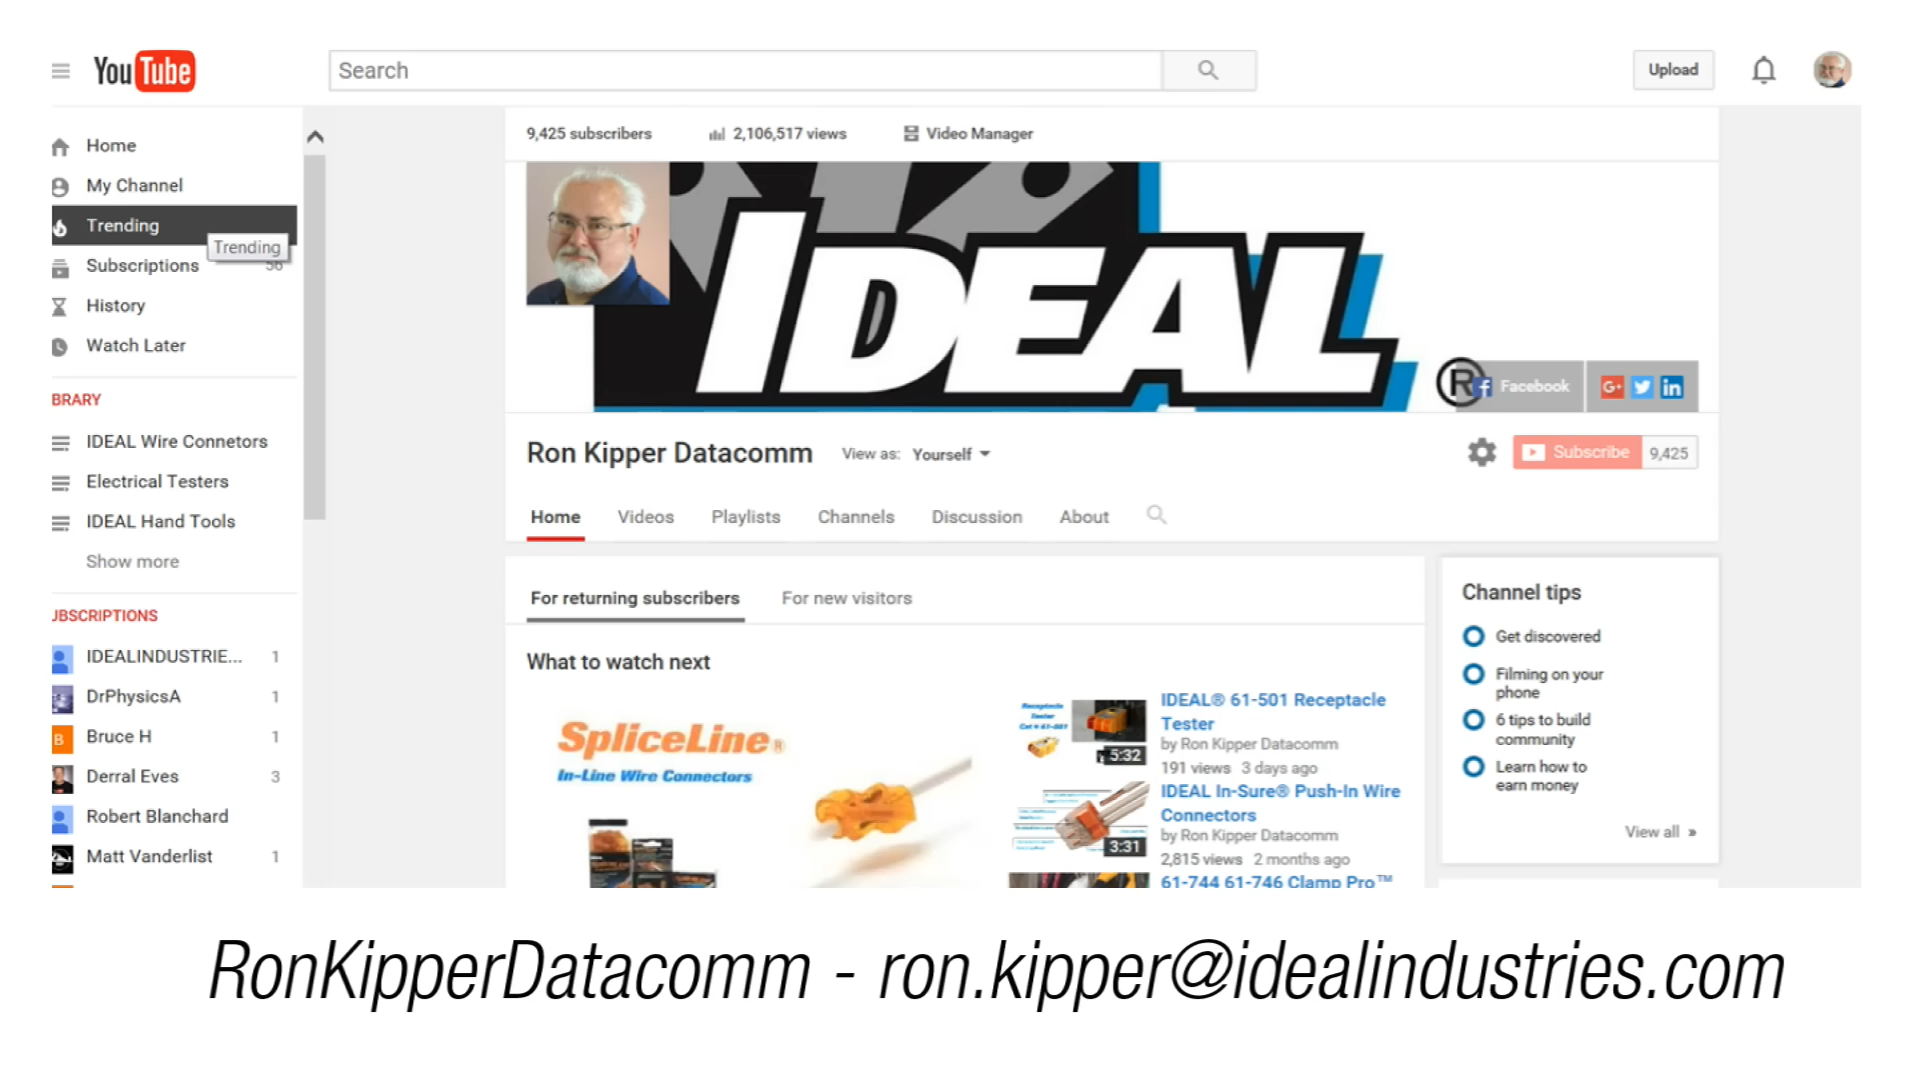 YouTube
Search
Upload
Home
My Channel
Trending
Trending
Subscriptions 56
History
Watch Later
BRARY
IDEAL Wire Connetors
Electrical Testers
IDEAL Hand Tools
Show more
JBSCRIPTIONS
IDEALINDUSTRIE... 1
DrPhysicsA 1
B
Bruce H 1
Derral Eves 3
Robert Blanchard
Matt Vanderlist 1
9,425 subscribers 2,106,517 views Video Manager
IDEAL
®
f Facebook G+ in
Ron Kipper Datacomm View as: Yourself
Subscribe 9,425
Home Videos Playlists Channels Discussion About
For returning subscribers For new visitors
What to watch next
SpliceLine®
In-Line Wire Connectors
Receptacle
Tester
Cat # 61-501
5:32
IDEAL® 61-501 Receptacle
Tester
by Ron Kipper Datacomm
191 views 3 days ago
3:31
IDEAL In-Sure® Push-In Wire
Connectors
by Ron Kipper Datacomm
2,815 views 2 months ago
61-744 61-746 Clamp Pro™
Channel tips
Get discovered
Filming on your
phone
6 tips to build
community
Learn how to
earn money
View all »
RonKipperDatacomm - ron.kipper@idealindustries.com